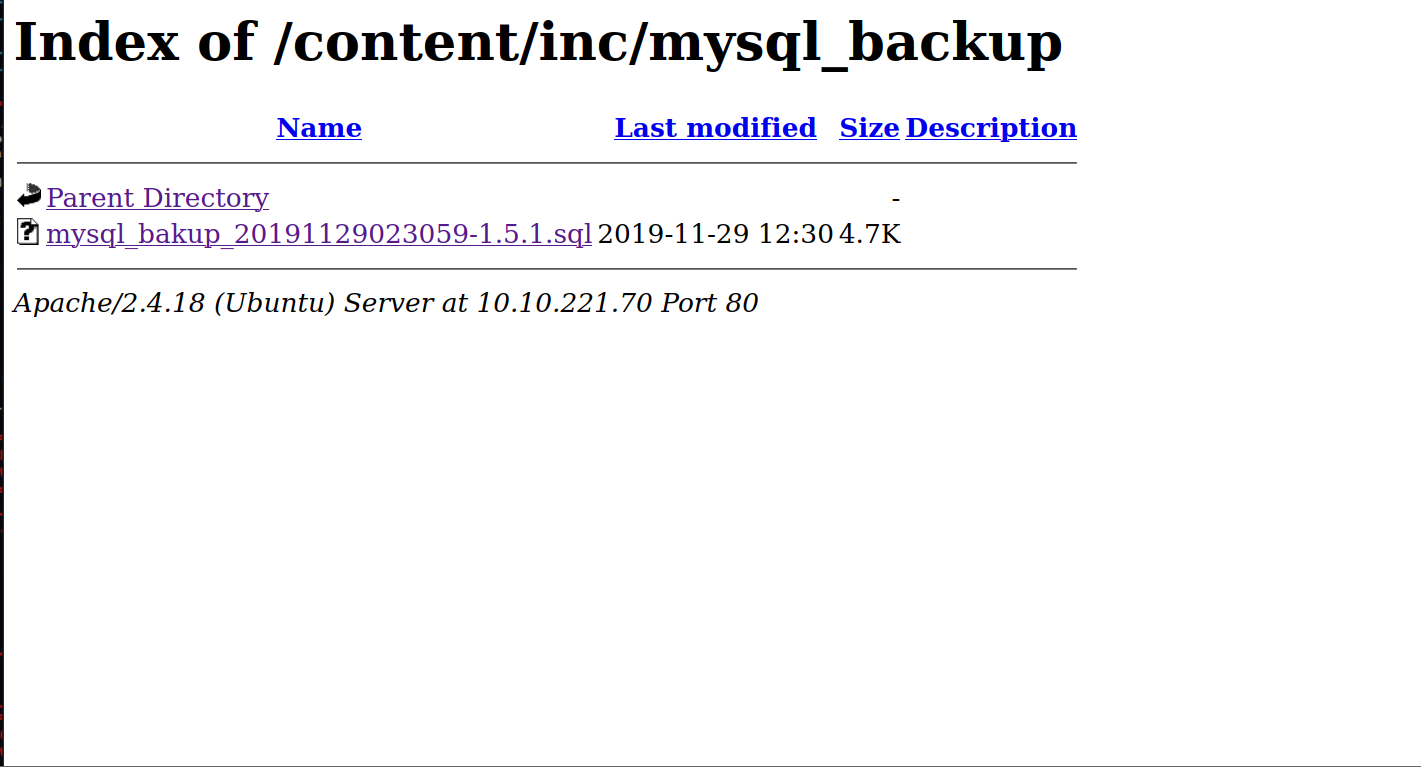 Index of /content/inc/mysql_backup
Name Last modified Size Description
Parent Directory -
mysql_bakup_20191129023059-1.5.1.sql 2019-11-29 12:30 4.7K
Apache/2.4.18 (Ubuntu) Server at 10.10.221.70 Port 80